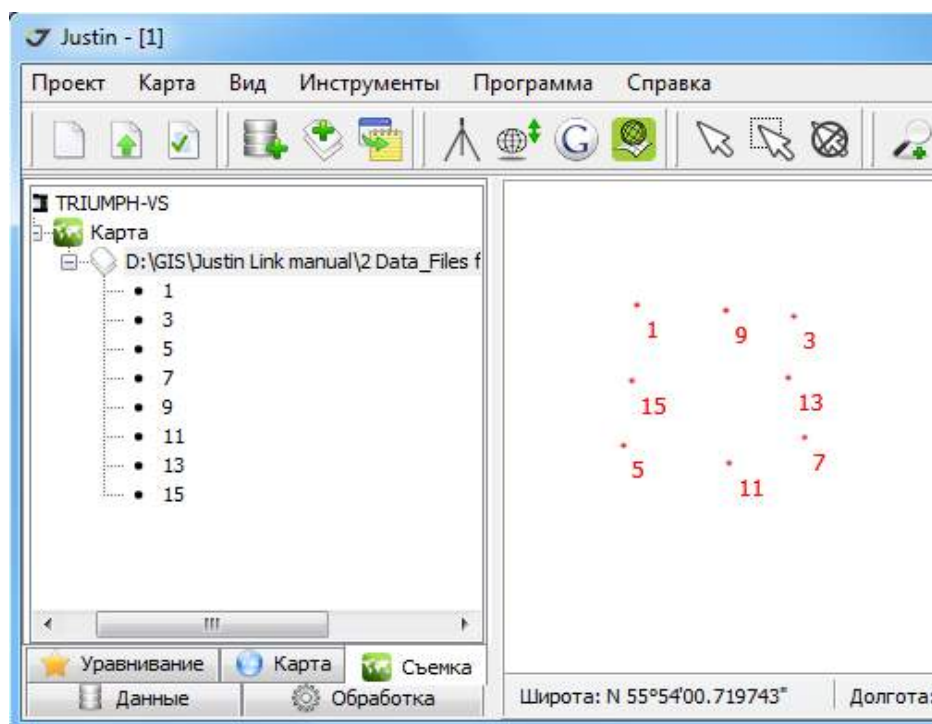 Justin - [1]
Проект Карта Вид Инструменты Программа Справка
TRIUMPH-VS
Карта
D:\GIS\Justin Link manual\2 Data_Files f
1
3
5
7
9
11
13
15
1 9 3
15 13
5 11 7
Уравнивание Карта Съемка
Данные Обработка
Широта: N 55°54'00.719743" Долгота: